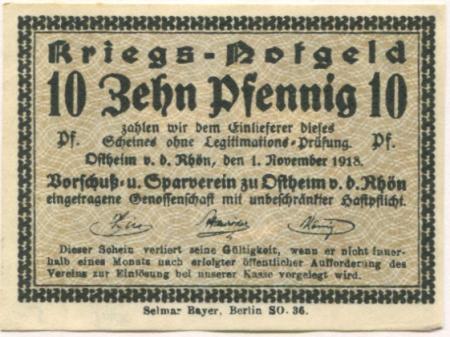 Kriegs-Notgeld
10 Zehn Pfennig 10
Pf. zahlen wir dem Einlieferer dieses Pf.
Scheines ohne Legitimations-Prüfung.
Ostheim v. d. Rhön, den 1. November 1918.
Vorschuß- u. Sparverein zu Ostheim v. d. Rhön
eingetragene Genossenschaft mit unbeschränkter Haftpflicht.
Dieser Schein verliert seine Gültigkeit, wenn er nicht inner-
halb eines Monats nach erfolgter öffentlicher Aufforderung des
Vereins zur Einlösung bei unserer Kasse vorgelegt wird.
Selmar Bayer, Berlin SO. 36.